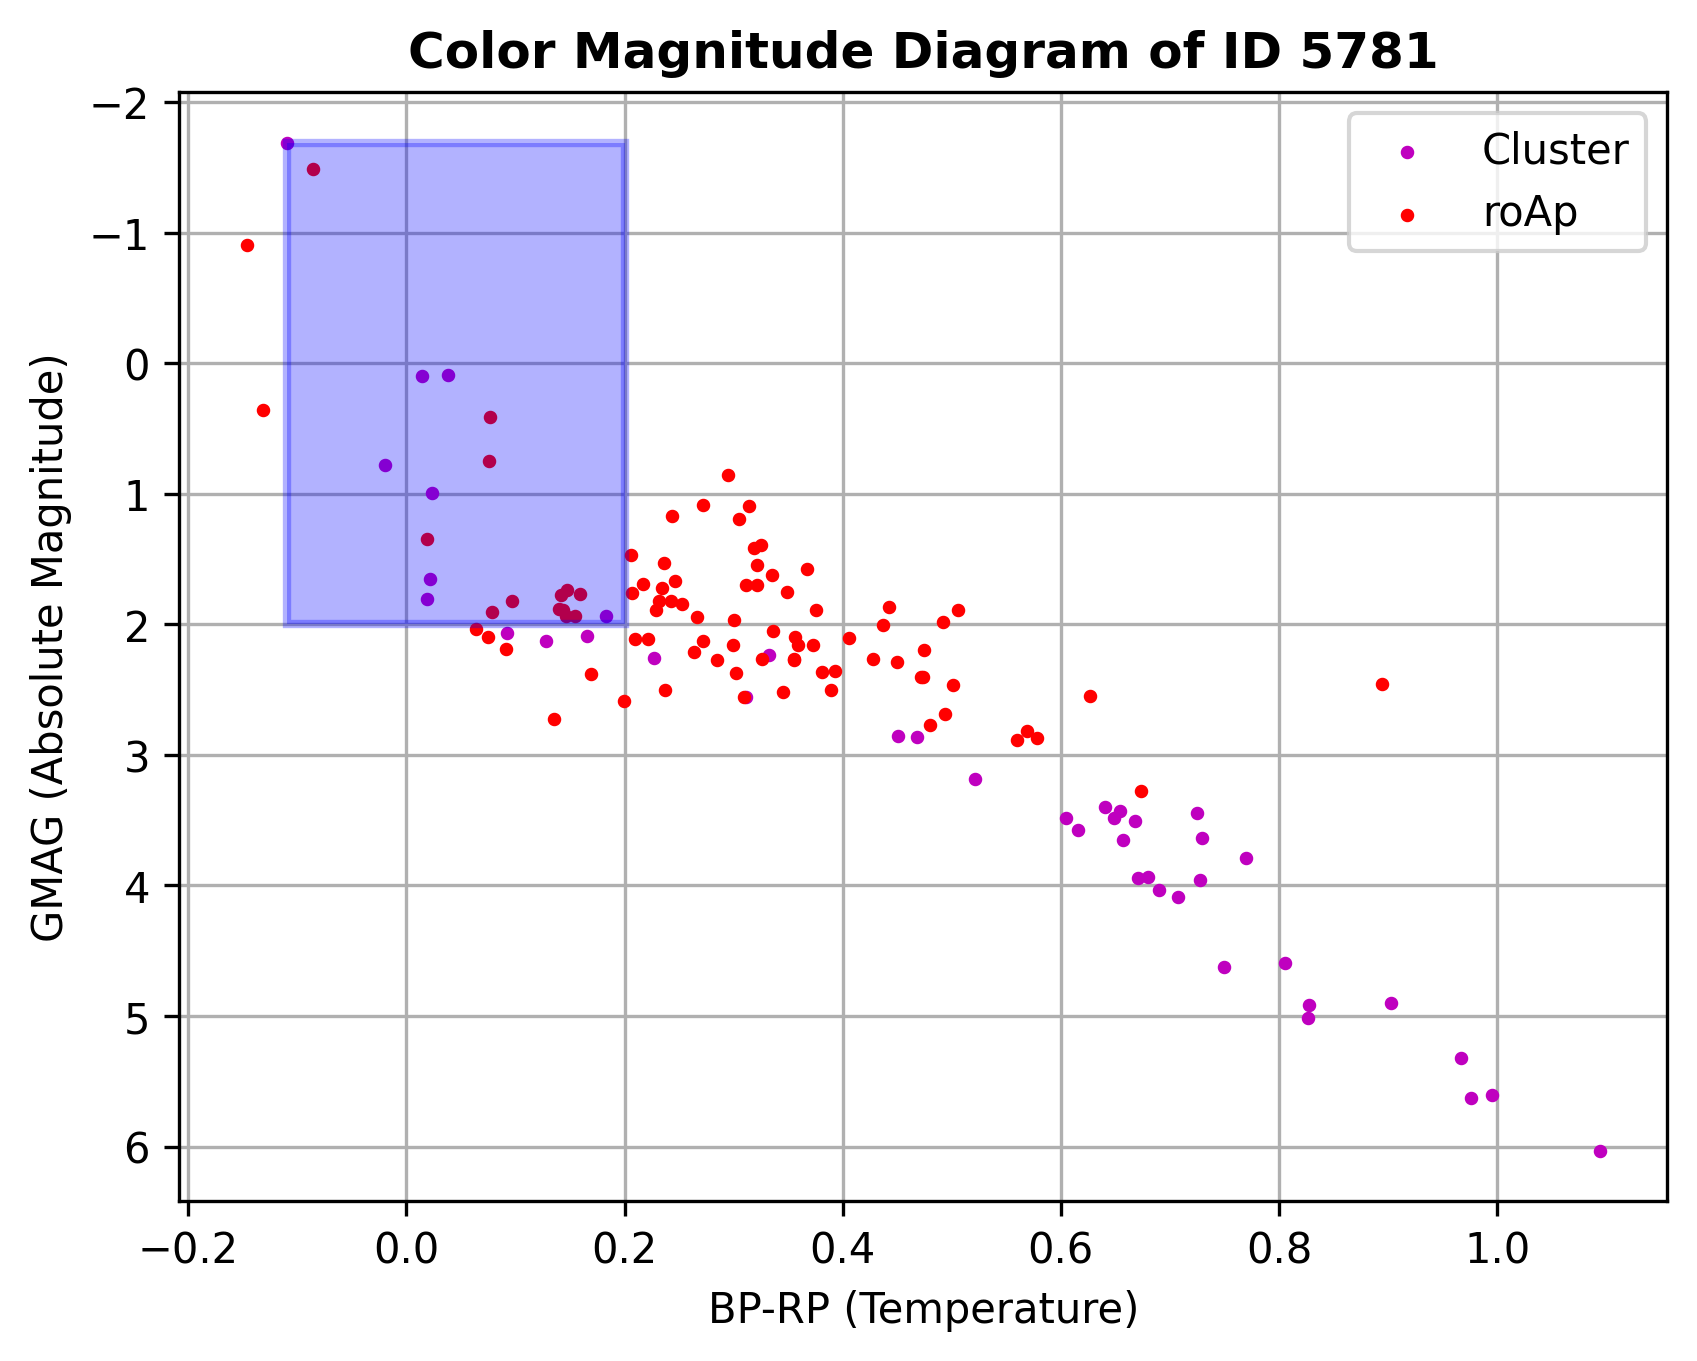 Color Magnitude Diagram of ID 5781
Cluster
roAp
GMAG (Absolute Magnitude)
−2
−1
0
1
2
3
4
5
6
−0.2 0.0 0.2 0.4 0.6 0.8 1.0
BP-RP (Temperature)